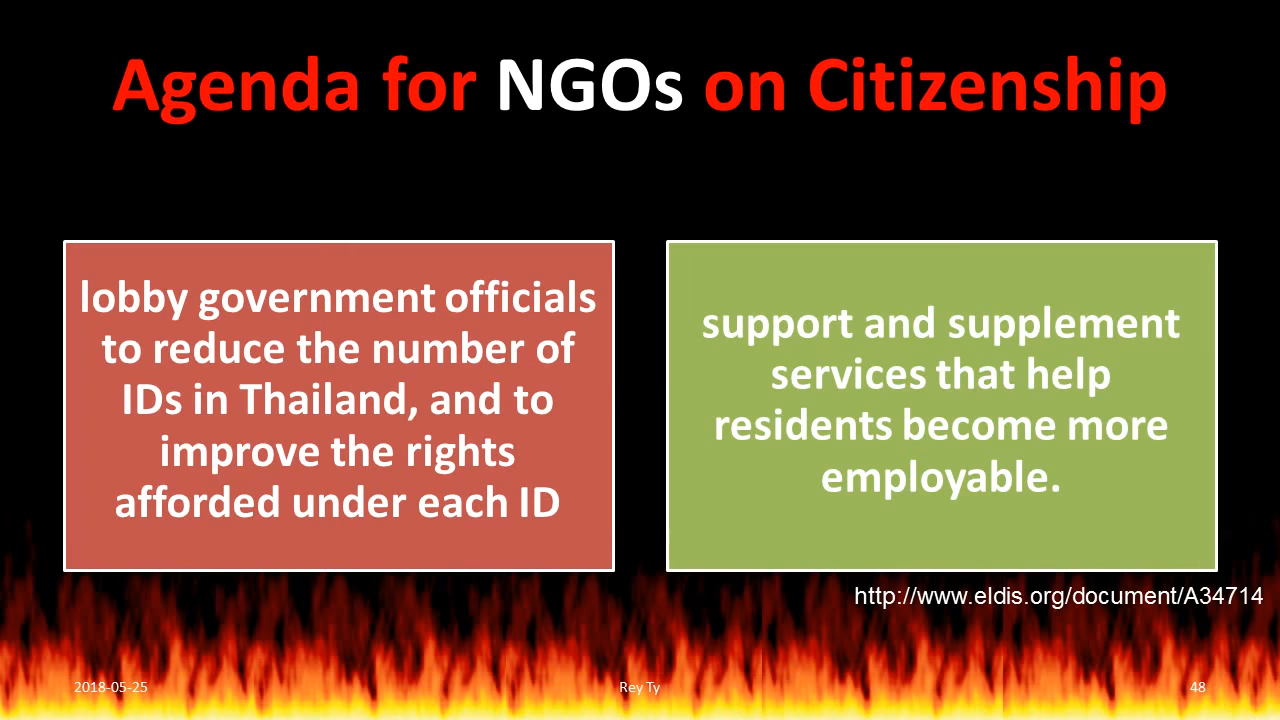 Agenda for NGOs on Citizenship
lobby government officials
to reduce the number of
IDs in Thailand, and to
improve the rights
afforded under each ID
support and supplement
services that help
residents become more
employable.
http://www.eldis.org/document/A34714
2018-05-25
Rey Ty
48